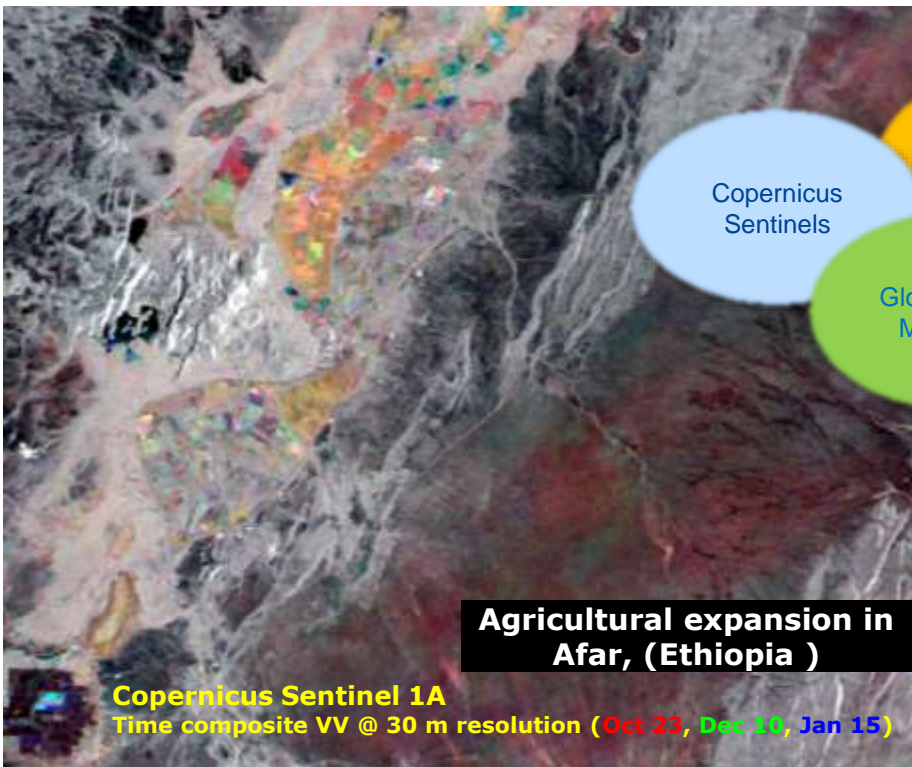 Copernicus
Sentinels
Agricultural expansion in
Afar, (Ethiopia )
Copernicus Sentinel 1A
Time composite VV @ 30 m resolution (Oct 23, Dec 10, Jan 15)